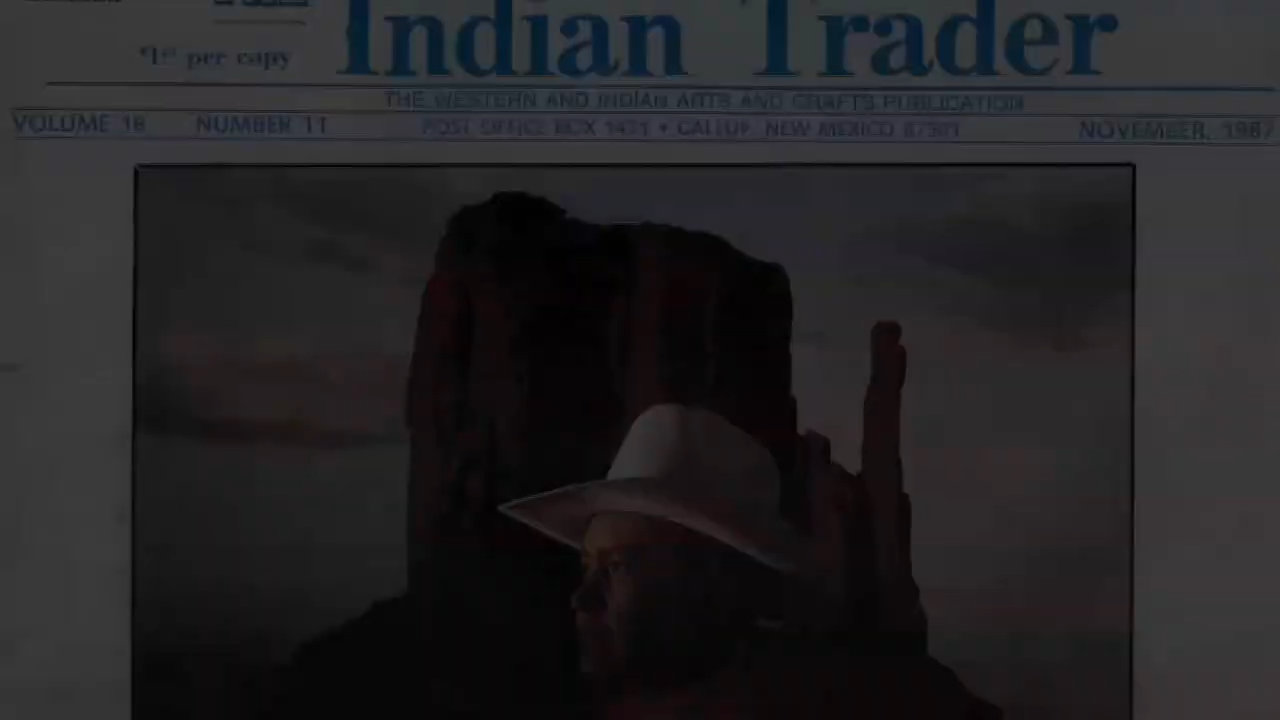 Indian Trader
per copy
THE WESTERN AND INDIAN ARTS AND CRAFTS PUBLICATION
VOLUME 18 NUMBER 11 POST OFFICE BOX 1421 • GALLUP, NEW MEXICO 87301 NOVEMBER, 1987